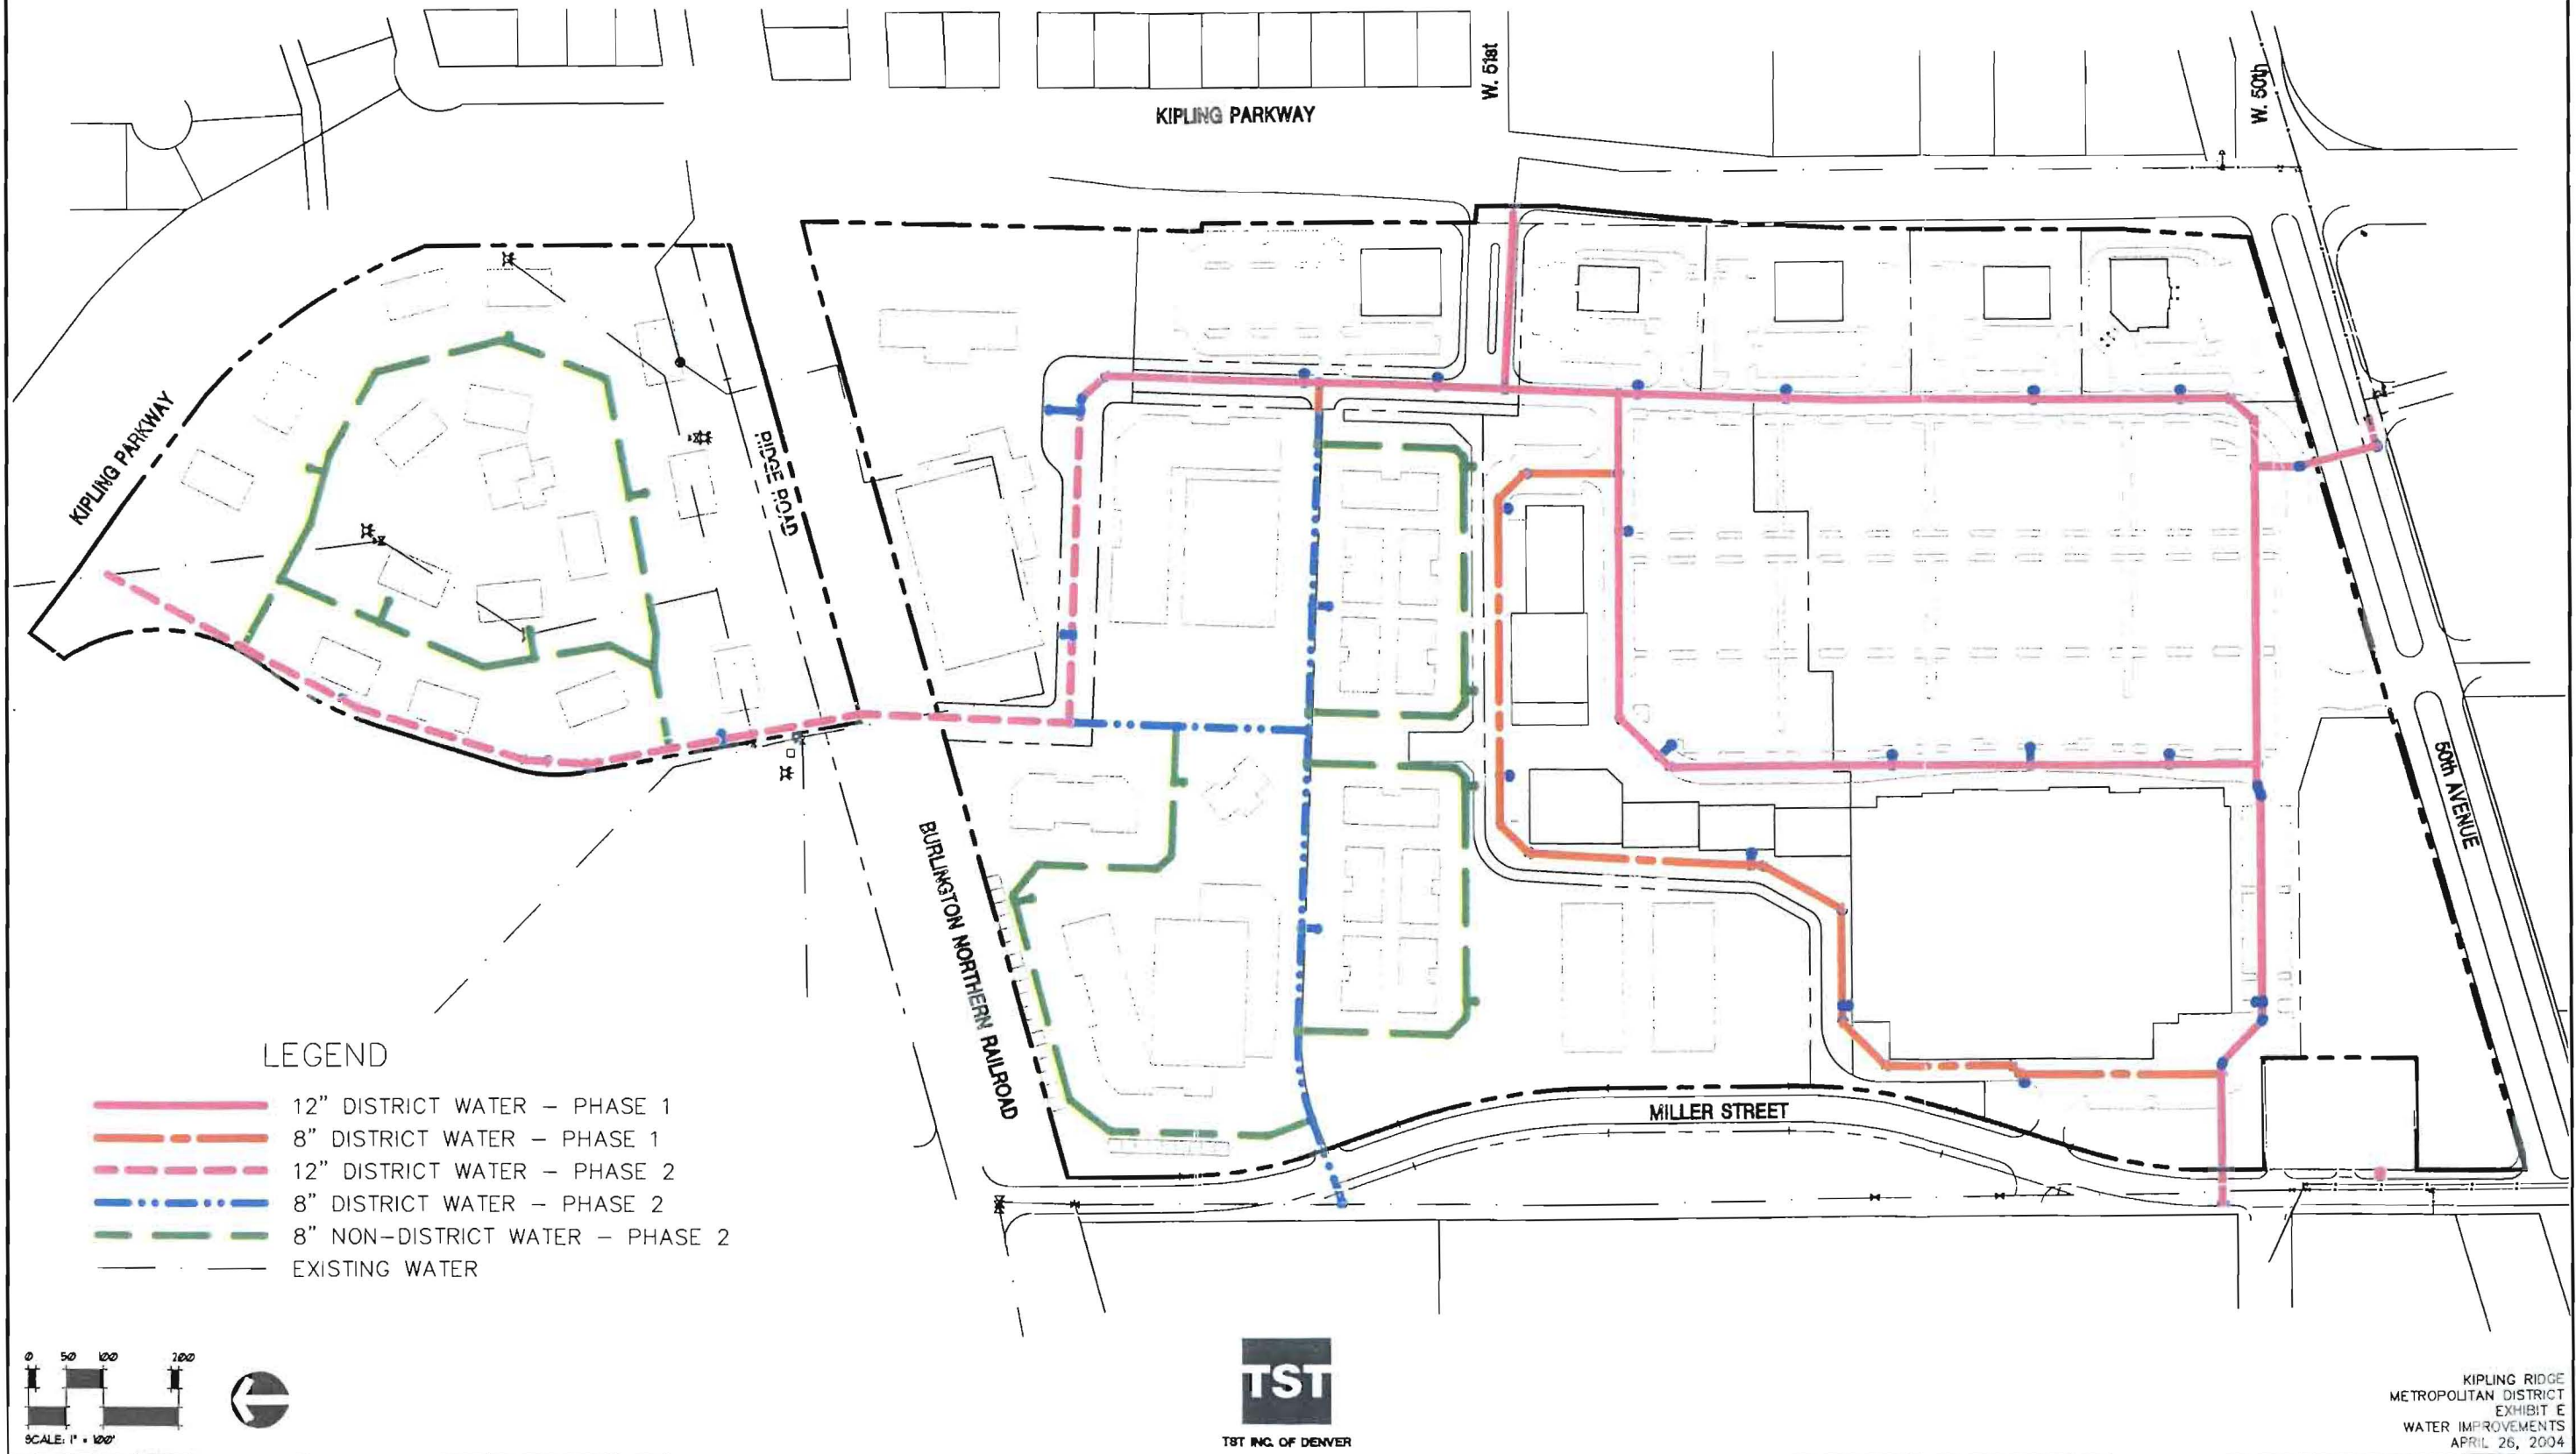 W. 51st
W. 50th
KIPLING PARKWAY
KIPLING PARKWAY
RIDGE ROAD
50th AVENUE
BURLINGTON NORTHERN RAILROAD
MILLER STREET
LEGEND
12" DISTRICT WATER – PHASE 1
8" DISTRICT WATER – PHASE 1
12" DISTRICT WATER – PHASE 2
8" DISTRICT WATER – PHASE 2
8" NON-DISTRICT WATER – PHASE 2
EXISTING WATER
0 50 100 200
SCALE: 1" = 100'
TST
TST INC. OF DENVER
KIPLING RIDGE
METROPOLITAN DISTRICT
EXHIBIT E
WATER IMPROVEMENTS
APRIL 26, 2004